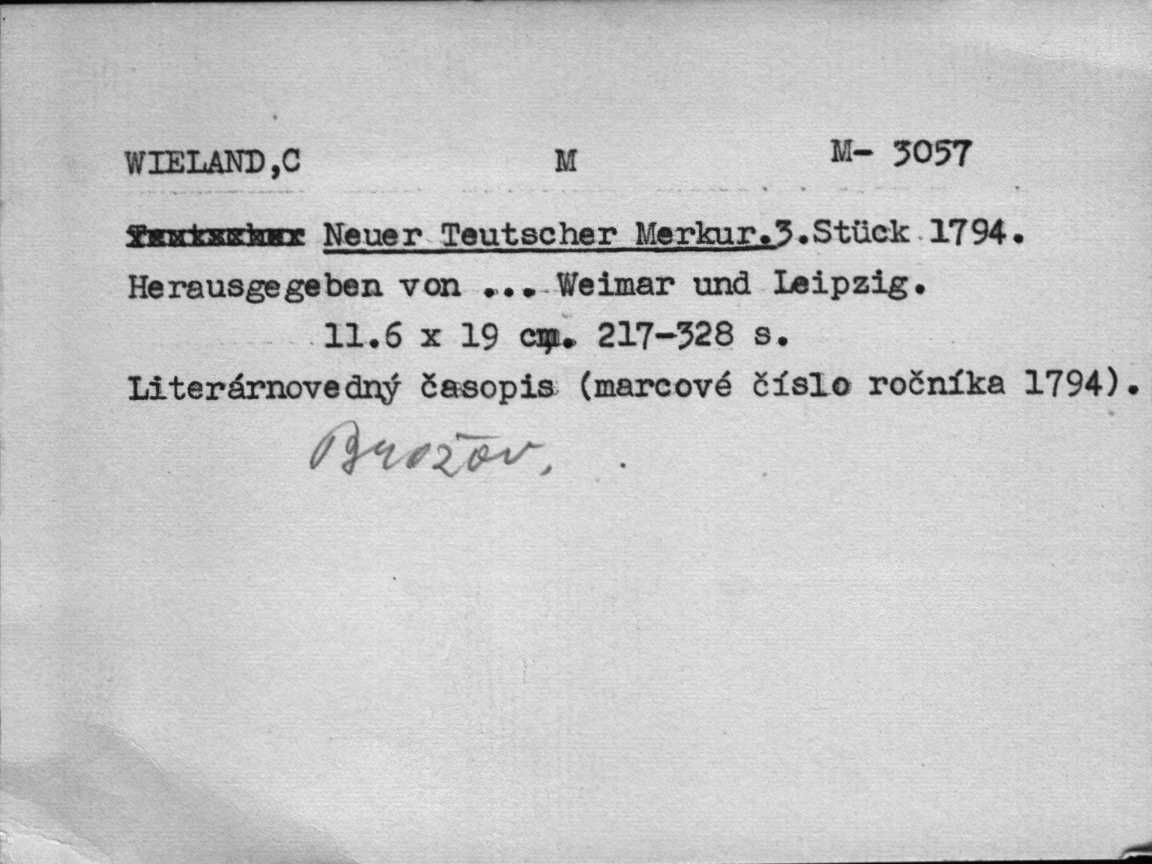 WIELAND,C M M- 3057
Neuer Teutscher Merkur.3.Stück 1794.
Herausgegeben von ... Weimar und Leipzig.
11.6 x 19 cm. 217-328 s.
Literárnovedný časopis (marcové číslo ročníka 1794).
Brožov.